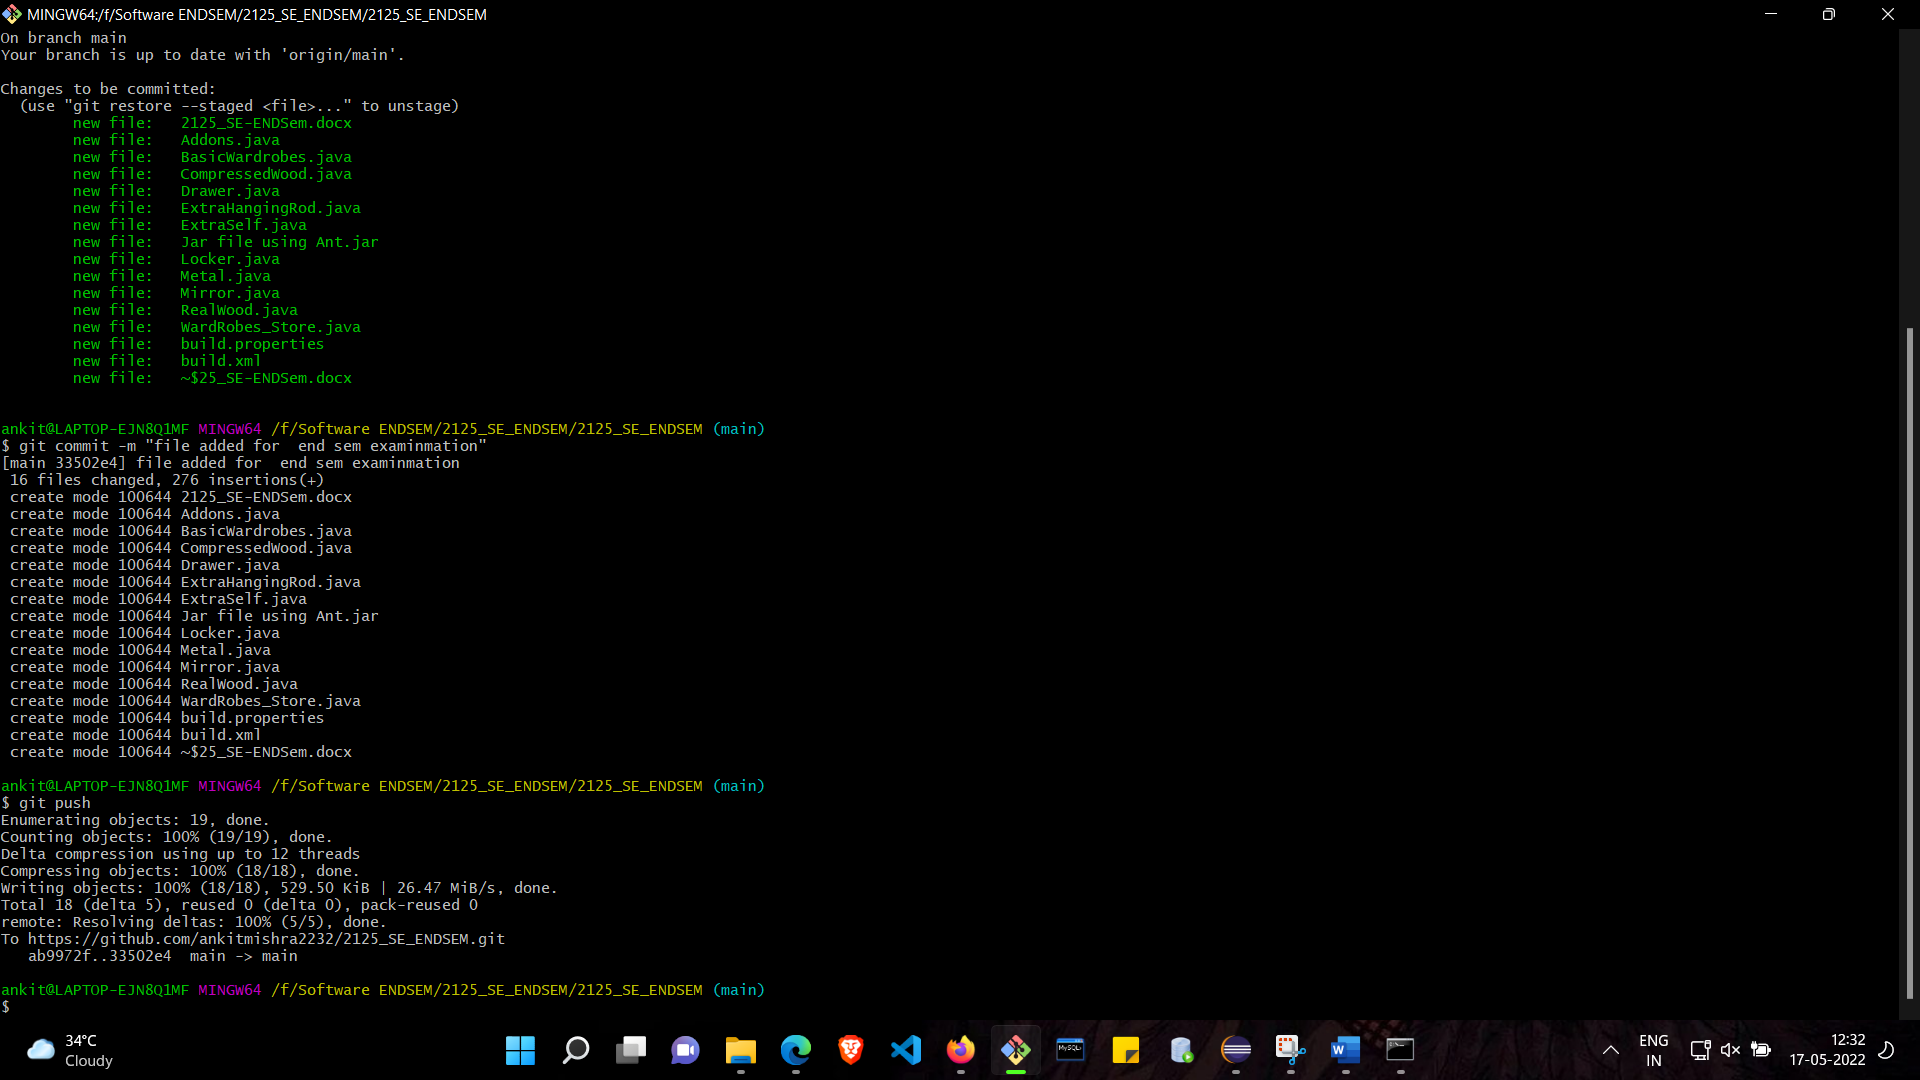 MINGW64:/f/Software ENDSEM/2125_SE_ENDSEM/2125_SE_ENDSEM
On branch main
Your branch is up to date with 'origin/main'.
Changes to be committed:
  (use "git restore --staged <file>..." to unstage)
        new file:   2125_SE-ENDSem.docx
        new file:   Addons.java
        new file:   BasicWardrobes.java
        new file:   CompressedWood.java
        new file:   Drawer.java
        new file:   ExtraHangingRod.java
        new file:   ExtraSelf.java
        new file:   Jar file using Ant.jar
        new file:   Locker.java
        new file:   Metal.java
        new file:   Mirror.java
        new file:   RealWood.java
        new file:   WardRobes_Store.java
        new file:   build.properties
        new file:   build.xml
        new file:   ~$25_SE-ENDSem.docx
ankit@LAPTOP-EJN8Q1MF MINGW64 /f/Software ENDSEM/2125_SE_ENDSEM/2125_SE_ENDSEM (main)
$ git commit -m "file added for  end sem examinmation"
[main 33502e4] file added for  end sem examinmation
 16 files changed, 276 insertions(+)
 create mode 100644 2125_SE-ENDSem.docx
 create mode 100644 Addons.java
 create mode 100644 BasicWardrobes.java
 create mode 100644 CompressedWood.java
 create mode 100644 Drawer.java
 create mode 100644 ExtraHangingRod.java
 create mode 100644 ExtraSelf.java
 create mode 100644 Jar file using Ant.jar
 create mode 100644 Locker.java
 create mode 100644 Metal.java
 create mode 100644 Mirror.java
 create mode 100644 RealWood.java
 create mode 100644 WardRobes_Store.java
 create mode 100644 build.properties
 create mode 100644 build.xml
 create mode 100644 ~$25_SE-ENDSem.docx
ankit@LAPTOP-EJN8Q1MF MINGW64 /f/Software ENDSEM/2125_SE_ENDSEM/2125_SE_ENDSEM (main)
$ git push
Enumerating objects: 19, done.
Counting objects: 100% (19/19), done.
Delta compression using up to 12 threads
Compressing objects: 100% (18/18), done.
Writing objects: 100% (18/18), 529.50 KiB | 26.47 MiB/s, done.
Total 18 (delta 5), reused 0 (delta 0), pack-reused 0
remote: Resolving deltas: 100% (5/5), done.
To https://github.com/ankitmishra2232/2125_SE_ENDSEM.git
   ab9972f..33502e4  main -> main
ankit@LAPTOP-EJN8Q1MF MINGW64 /f/Software ENDSEM/2125_SE_ENDSEM/2125_SE_ENDSEM (main)
$
34°C
Cloudy
MySQL
W
ENG
IN
12:32
17-05-2022